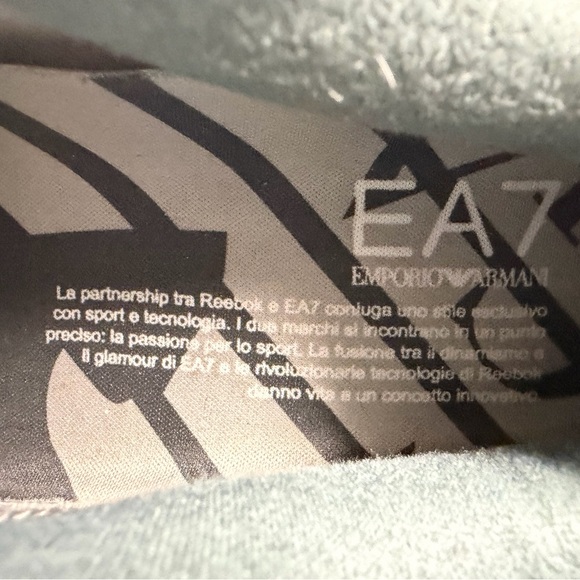 EA7
EMPORIO ARMANI
La partnership tra Reebok e EA7 coniuga uno stile esclusivo
con sport e tecnologia. I due marchi si incontrano in un punto
preciso: la passione per lo sport. La fusione tra il dinamismo e
il glamour di EA7 e le rivoluzionarie tecnologie di Reebok
danno vita a un concetto innovativo.